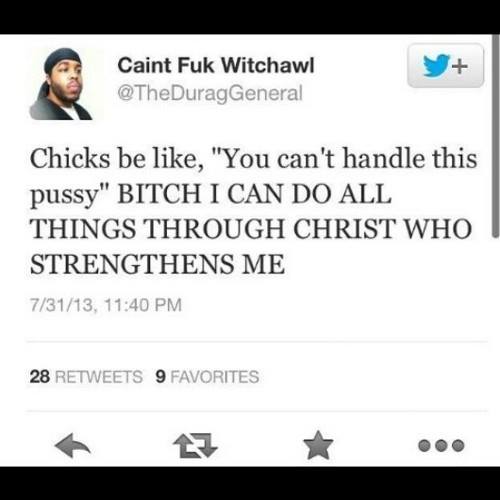 Caint Fuk Witchawl
@TheDuragGeneral
Chicks be like, "You can't handle this
pussy" BITCH I CAN DO ALL
THINGS THROUGH CHRIST WHO
STRENGTHENS ME
7/31/13, 11:40 PM
28 RETWEETS 9 FAVORITES